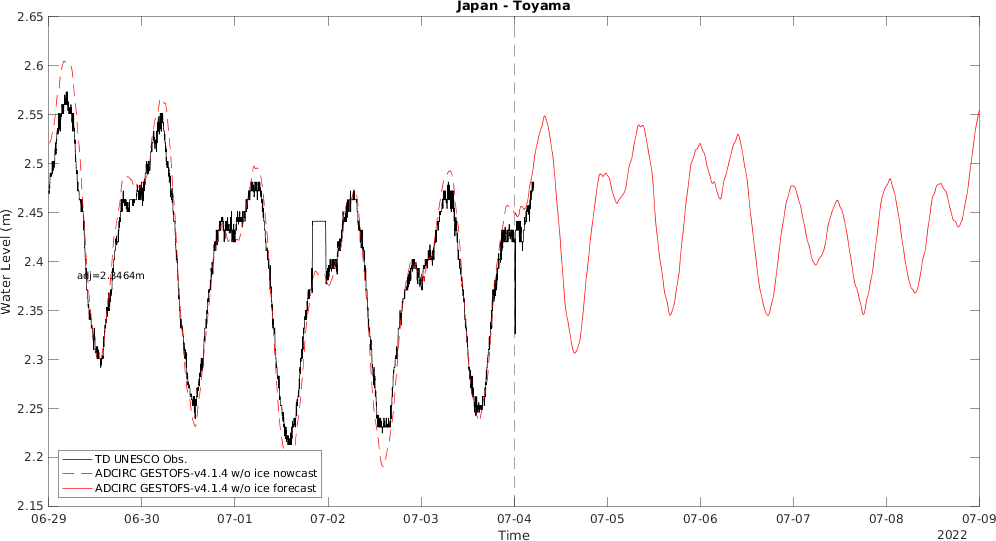 Japan - Toyama
2.65
2.6
2.55
2.5
2.45
2.4
2.35
2.3
2.25
2.2
2.15
Water Level (m)
adj=2.3464m
TD UNESCO Obs.
ADCIRC GESTOFS-v4.1.4 w/o ice nowcast
ADCIRC GESTOFS-v4.1.4 w/o ice forecast
06-29 06-30 07-01 07-02 07-03 07-04 07-05 07-06 07-07 07-08 07-09
Time
2022